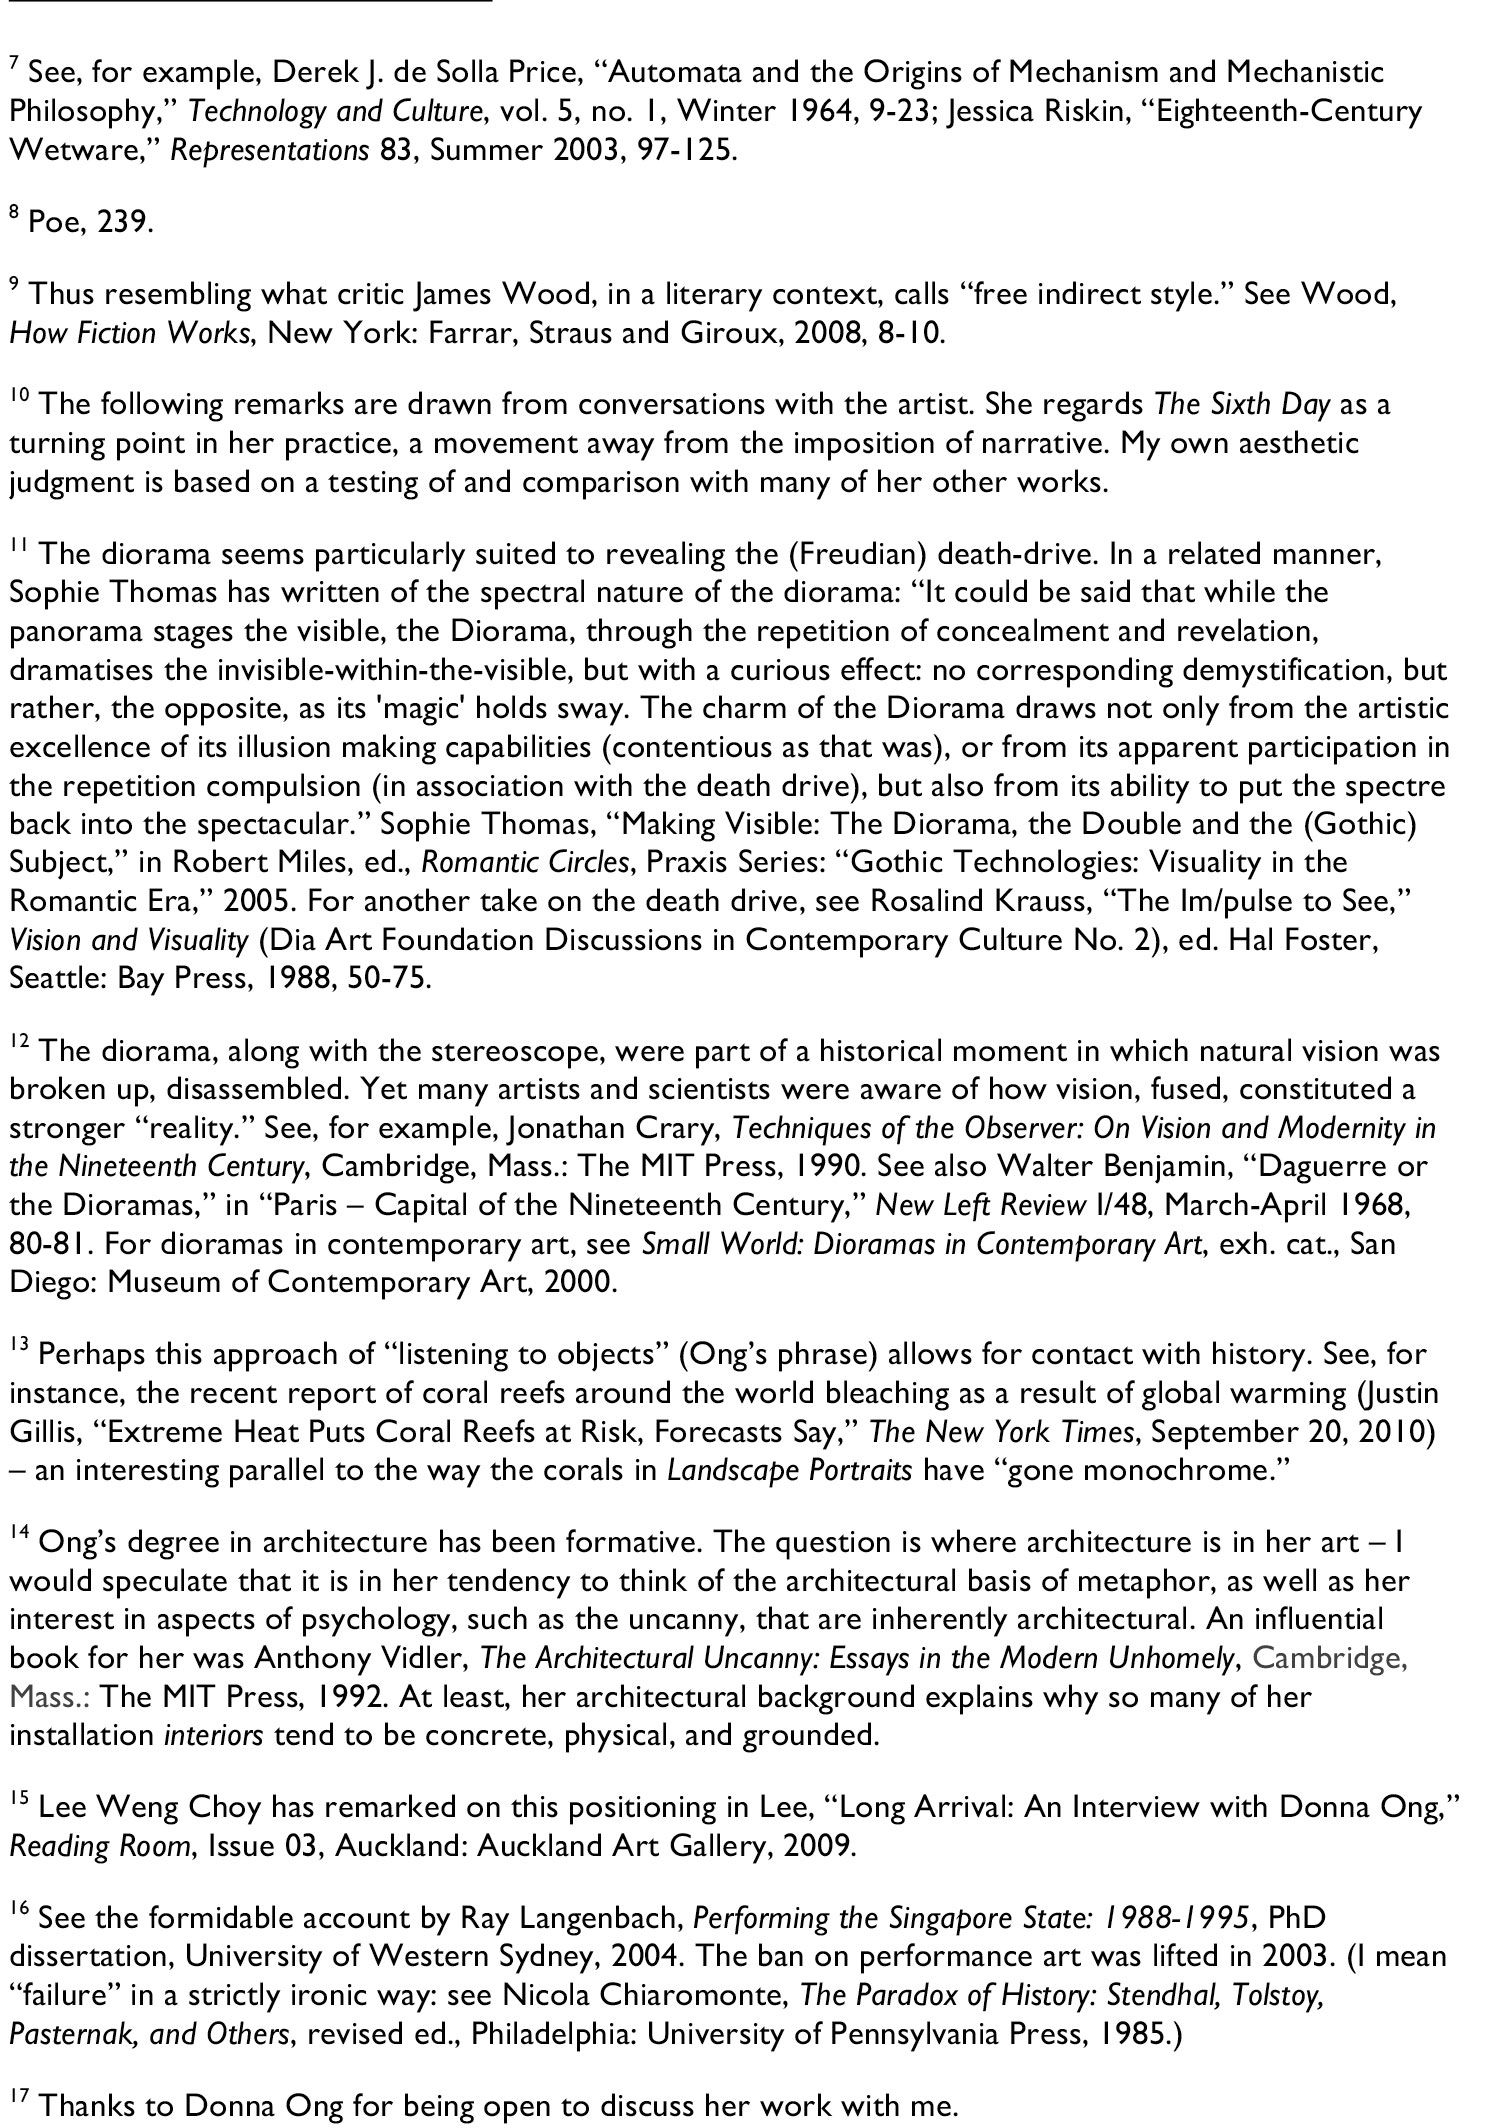 7 See, for example, Derek J. de Solla Price, “Automata and the Origins of Mechanism and Mechanistic
Philosophy,” Technology and Culture, vol. 5, no. 1, Winter 1964, 9-23; Jessica Riskin, “Eighteenth-Century
Wetware,” Representations 83, Summer 2003, 97-125.
8 Poe, 239.
9 Thus resembling what critic James Wood, in a literary context, calls “free indirect style.” See Wood,
How Fiction Works, New York: Farrar, Straus and Giroux, 2008, 8-10.
10 The following remarks are drawn from conversations with the artist. She regards The Sixth Day as a
turning point in her practice, a movement away from the imposition of narrative. My own aesthetic
judgment is based on a testing of and comparison with many of her other works.
11 The diorama seems particularly suited to revealing the (Freudian) death-drive. In a related manner,
Sophie Thomas has written of the spectral nature of the diorama: “It could be said that while the
panorama stages the visible, the Diorama, through the repetition of concealment and revelation,
dramatises the invisible-within-the-visible, but with a curious effect: no corresponding demystification, but
rather, the opposite, as its 'magic' holds sway. The charm of the Diorama draws not only from the artistic
excellence of its illusion making capabilities (contentious as that was), or from its apparent participation in
the repetition compulsion (in association with the death drive), but also from its ability to put the spectre
back into the spectacular.” Sophie Thomas, “Making Visible: The Diorama, the Double and the (Gothic)
Subject,” in Robert Miles, ed., Romantic Circles, Praxis Series: “Gothic Technologies: Visuality in the
Romantic Era,” 2005. For another take on the death drive, see Rosalind Krauss, “The Im/pulse to See,”
Vision and Visuality (Dia Art Foundation Discussions in Contemporary Culture No. 2), ed. Hal Foster,
Seattle: Bay Press, 1988, 50-75.
12 The diorama, along with the stereoscope, were part of a historical moment in which natural vision was
broken up, disassembled. Yet many artists and scientists were aware of how vision, fused, constituted a
stronger “reality.” See, for example, Jonathan Crary, Techniques of the Observer: On Vision and Modernity in
the Nineteenth Century, Cambridge, Mass.: The MIT Press, 1990. See also Walter Benjamin, “Daguerre or
the Dioramas,” in “Paris – Capital of the Nineteenth Century,” New Left Review I/48, March-April 1968,
80-81. For dioramas in contemporary art, see Small World: Dioramas in Contemporary Art, exh. cat., San
Diego: Museum of Contemporary Art, 2000.
13 Perhaps this approach of “listening to objects” (Ong’s phrase) allows for contact with history. See, for
instance, the recent report of coral reefs around the world bleaching as a result of global warming (Justin
Gillis, “Extreme Heat Puts Coral Reefs at Risk, Forecasts Say,” The New York Times, September 20, 2010)
– an interesting parallel to the way the corals in Landscape Portraits have “gone monochrome.”
14 Ong’s degree in architecture has been formative. The question is where architecture is in her art – I
would speculate that it is in her tendency to think of the architectural basis of metaphor, as well as her
interest in aspects of psychology, such as the uncanny, that are inherently architectural. An influential
book for her was Anthony Vidler, The Architectural Uncanny: Essays in the Modern Unhomely, Cambridge,
Mass.: The MIT Press, 1992. At least, her architectural background explains why so many of her
installation interiors tend to be concrete, physical, and grounded.
15 Lee Weng Choy has remarked on this positioning in Lee, “Long Arrival: An Interview with Donna Ong,”
Reading Room, Issue 03, Auckland: Auckland Art Gallery, 2009.
16 See the formidable account by Ray Langenbach, Performing the Singapore State: 1988-1995, PhD
dissertation, University of Western Sydney, 2004. The ban on performance art was lifted in 2003. (I mean
“failure” in a strictly ironic way: see Nicola Chiaromonte, The Paradox of History: Stendhal, Tolstoy,
Pasternak, and Others, revised ed., Philadelphia: University of Pennsylvania Press, 1985.)
17 Thanks to Donna Ong for being open to discuss her work with me.